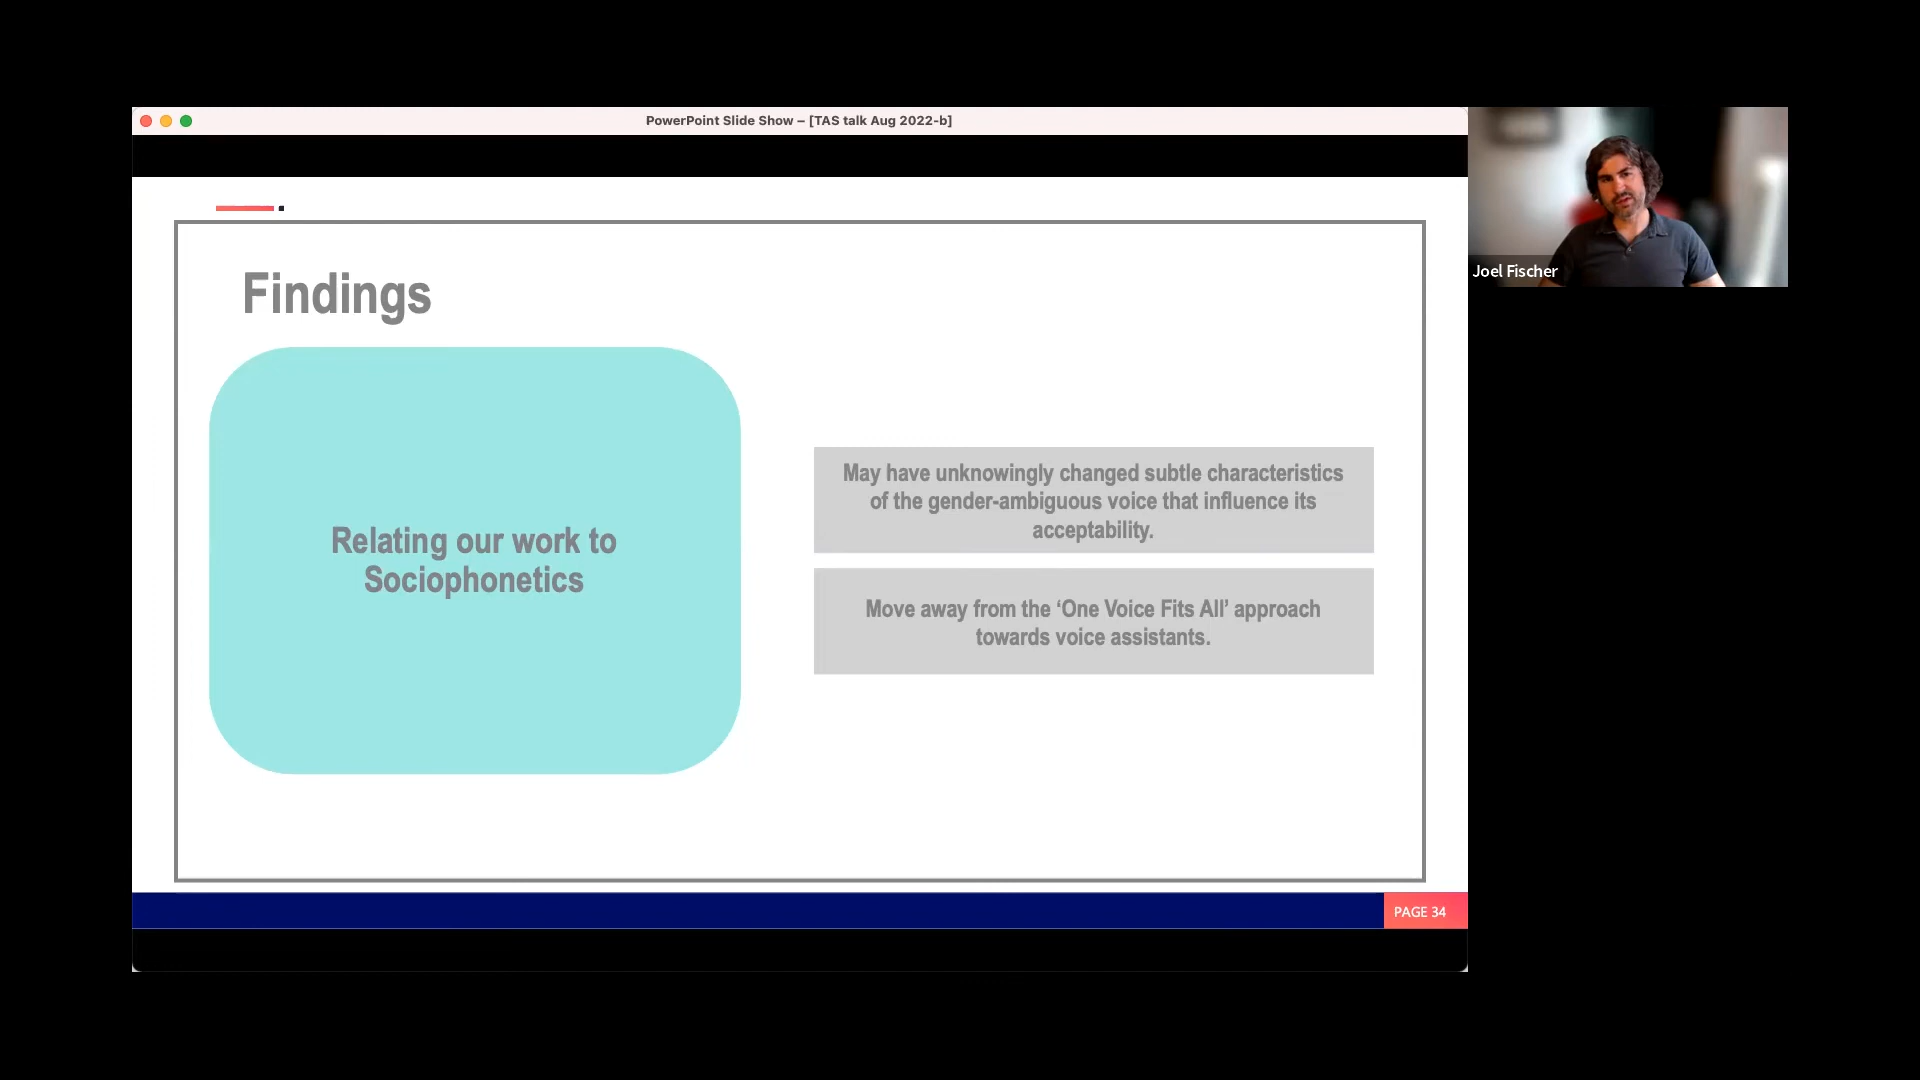 PowerPoint Slide Show – [TAS talk Aug 2022-b]
Joel Fischer
Findings
Relating our work to
Sociophonetics
May have unknowingly changed subtle characteristics
of the gender-ambiguous voice that influence its
acceptability.
Move away from the ‘One Voice Fits All’ approach
towards voice assistants.
PAGE 34